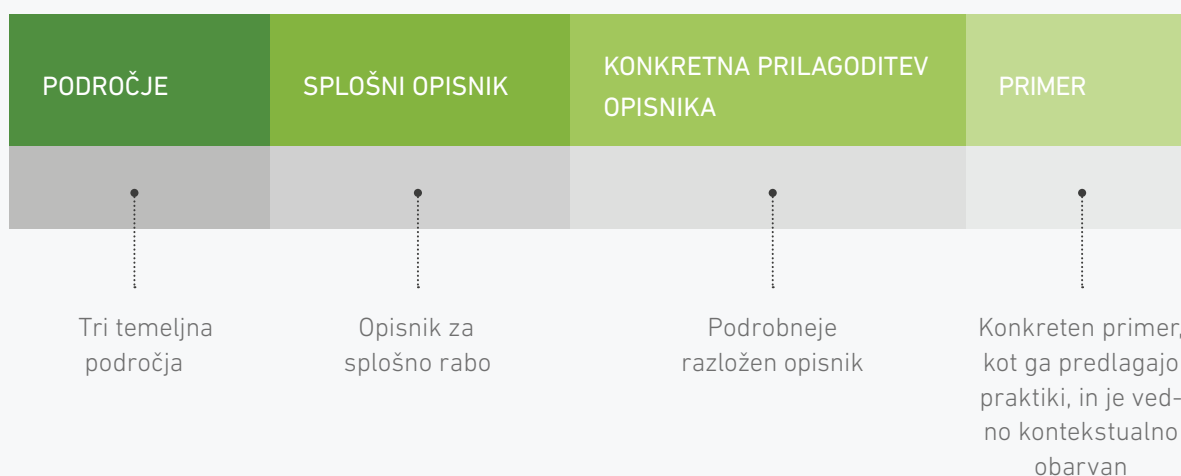 PODROČJE
SPLOŠNI OPISNIK
KONKRETNA PRILAGODITEV
OPISNIKA
PRIMER
Tri temeljna
področja
Opisnik za
splošno rabo
Podrobneje
razložen opisnik
Konkreten primer,
kot ga predlagajo
praktiki, in je ved-
no kontekstualno
obarvan